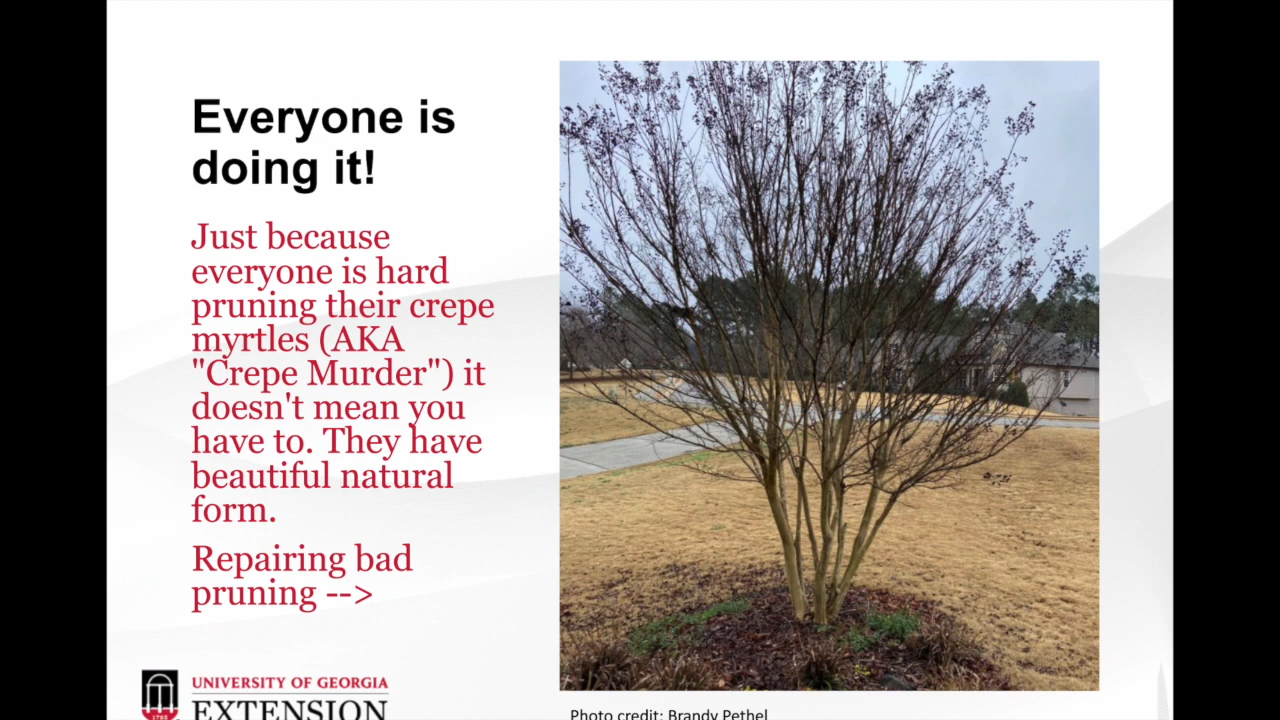 Everyone is
doing it!
Just because
everyone is hard
pruning their crepe
myrtles (AKA
"Crepe Murder") it
doesn't mean you
have to. They have
beautiful natural
form.
Repairing bad
pruning -->
1785
UNIVERSITY OF GEORGIA
EXTENSION
Photo credit: Brandy Pethel